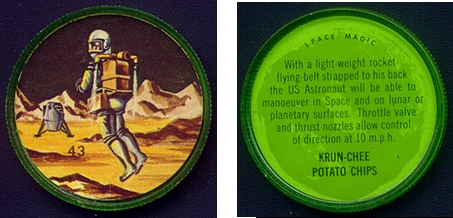 43
SPACE MAGIC
With a light-weight rocket-
flying-belt strapped to his back
the US Astronaut will be able to
manoeuver in Space and on lunar or
planetary surfaces. Throttle valve
and thrust nozzles allow control
of direction at 10 m.p.h.
KRUN-CHEE
POTATO CHIPS